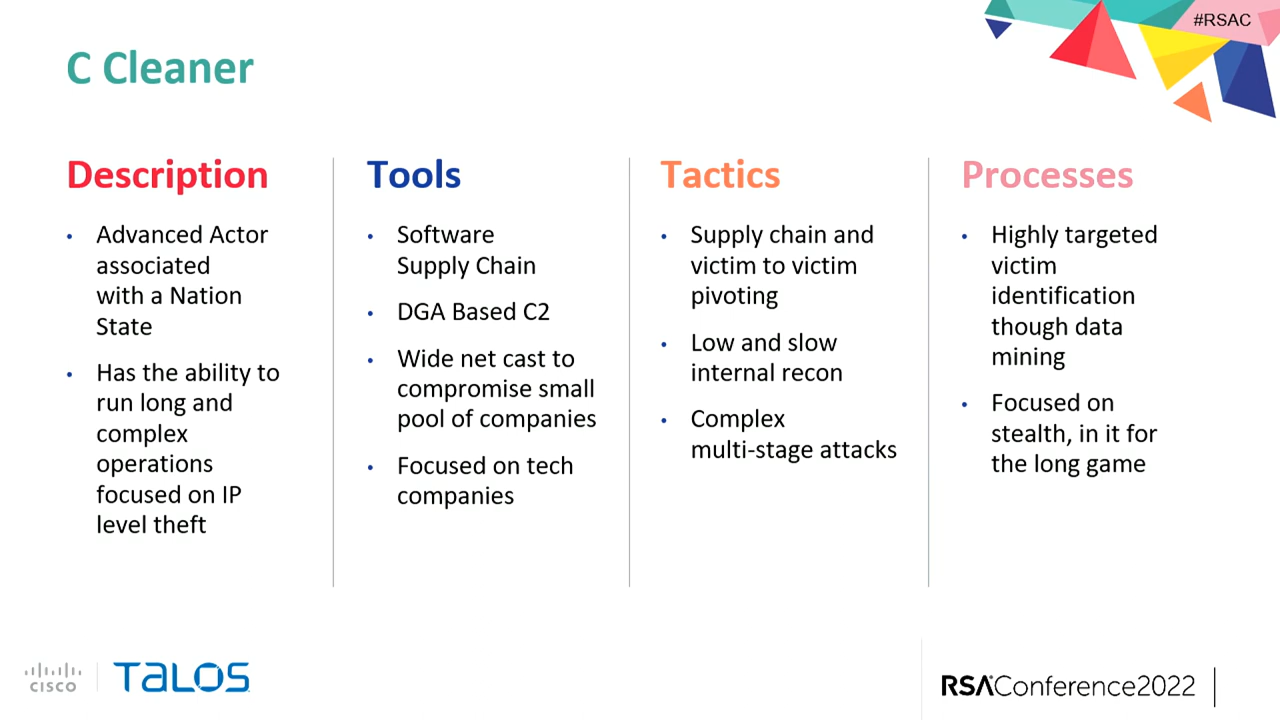 #RSAC
C Cleaner
Description
• Advanced Actor
associated
with a Nation
State
• Has the ability to
run long and
complex
operations
focused on IP
level theft
Tools
• Software
Supply Chain
• DGA Based C2
• Wide net cast to
compromise small
pool of companies
• Focused on tech
companies
Tactics
• Supply chain and
victim to victim
pivoting
• Low and slow
internal recon
• Complex
multi-stage attacks
Processes
• Highly targeted
victim
identification
though data
mining
• Focused on
stealth, in it for
the long game
CISCO
TALOS
RSAConference2022